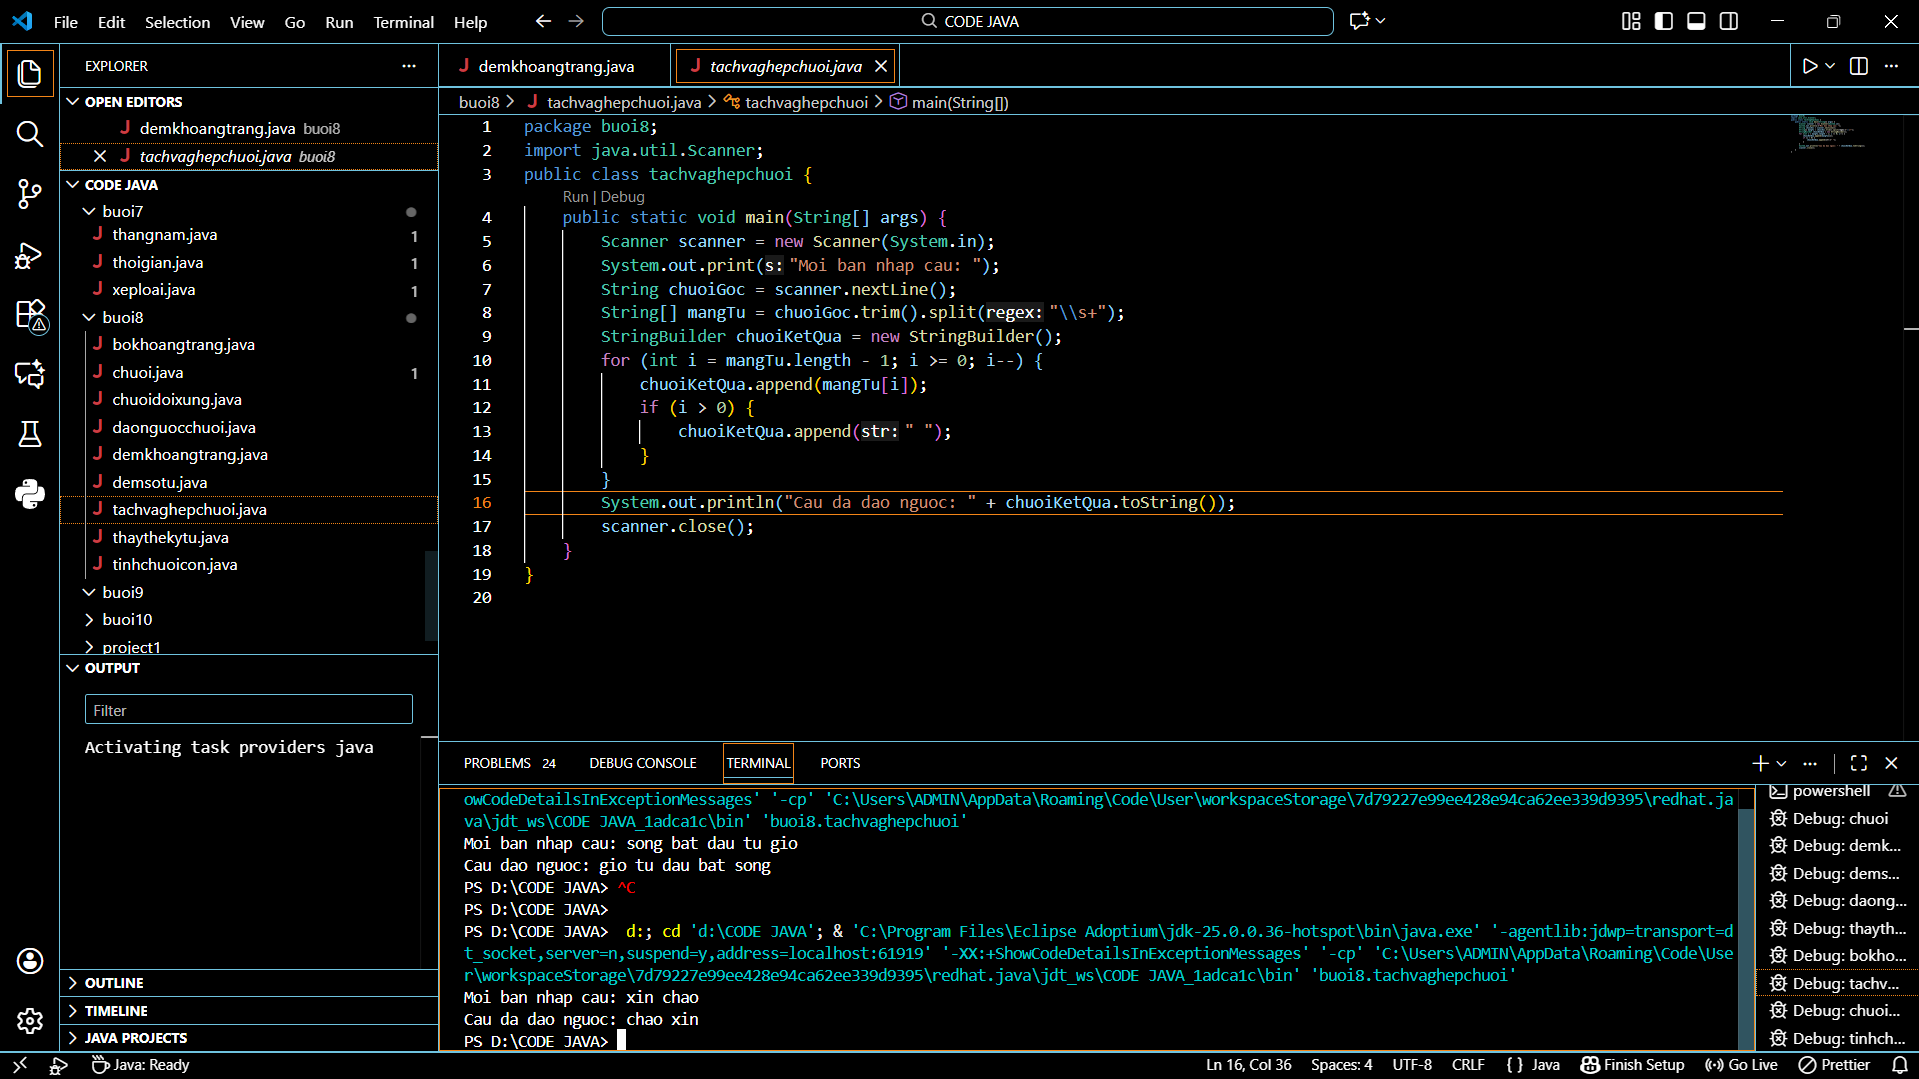 File Edit Selection View Go Run Terminal Help
CODE JAVA
EXPLORER
OPEN EDITORS
demkhoangtrang.java buoi8
tachvaghepchuoi.java buoi8
CODE JAVA
buoi7
thangnam.java 1
thoigian.java 1
xeploai.java 1
buoi8
bokhoangtrang.java
chuoi.java 1
chuoidoixung.java
daonguocchuoi.java
demkhoangtrang.java
demsotu.java
tachvaghepchuoi.java
thaythekytu.java
tinhchuoicon.java
buoi9
buoi10
project1
OUTPUT
Filter
Activating task providers java
OUTLINE
TIMELINE
JAVA PROJECTS
demkhoangtrang.java
tachvaghepchuoi.java
buoi8 > tachvaghepchuoi.java > tachvaghepchuoi > main(String[])
1 package buoi8;
2 import java.util.Scanner;
3 public class tachvaghepchuoi {
Run | Debug
4 public static void main(String[] args) {
5 Scanner scanner = new Scanner(System.in);
6 System.out.print(s: "Moi ban nhap cau: ");
7 String chuoiGoc = scanner.nextLine();
8 String[] mangTu = chuoiGoc.trim().split(regex: "\\s+");
9 StringBuilder chuoiKetQua = new StringBuilder();
10 for (int i = mangTu.length - 1; i >= 0; i--) {
11 chuoiKetQua.append(mangTu[i]);
12 if (i > 0) {
13 chuoiKetQua.append(str: " ");
14 }
15 }
16 System.out.println("Cau da dao nguoc: " + chuoiKetQua.toString());
17 scanner.close();
18 }
19 }
20
PROBLEMS 24 DEBUG CONSOLE TERMINAL PORTS
owCodeDetailsInExceptionMessages' '-cp' 'C:\Users\ADMIN\AppData\Roaming\Code\User\workspaceStorage\7d79227e99ee428e94ca62ee339d9395\redhat.ja
va\jdt_ws\CODE JAVA_1adca1c\bin' 'buoi8.tachvaghepchuoi'
Moi ban nhap cau: song bat dau tu gio
Cau dao nguoc: gio tu dau bat song
PS D:\CODE JAVA> ^C
PS D:\CODE JAVA>
PS D:\CODE JAVA> d:; cd 'd:\CODE JAVA'; & 'C:\Program Files\Eclipse Adoptium\jdk-25.0.0.36-hotspot\bin\java.exe' '-agentlib:jdwp=transport=d
t_socket,server=n,suspend=y,address=localhost:61919' '-XX:+ShowCodeDetailsInExceptionMessages' '-cp' 'C:\Users\ADMIN\AppData\Roaming\Code\Use
r\workspaceStorage\7d79227e99ee428e94ca62ee339d9395\redhat.java\jdt_ws\CODE JAVA_1adca1c\bin' 'buoi8.tachvaghepchuoi'
Moi ban nhap cau: xin chao
Cau da dao nguoc: chao xin
PS D:\CODE JAVA>
powershell
Debug: chuoi
Debug: demk...
Debug: dems...
Debug: daong...
Debug: thayth...
Debug: bokho...
Debug: tachv...
Debug: chuoi...
Debug: tinhch...
Java: Ready
Ln 16, Col 36 Spaces: 4 UTF-8 CRLF {} Java Finish Setup Go Live Prettier